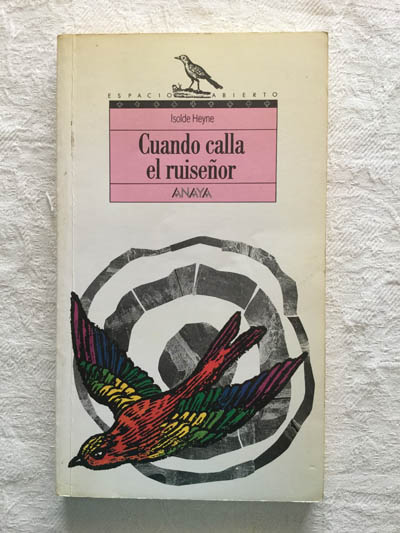 ESPACIO ABIERTO
Isolde Heyne
Cuando calla
el ruiseñor
ANAYA